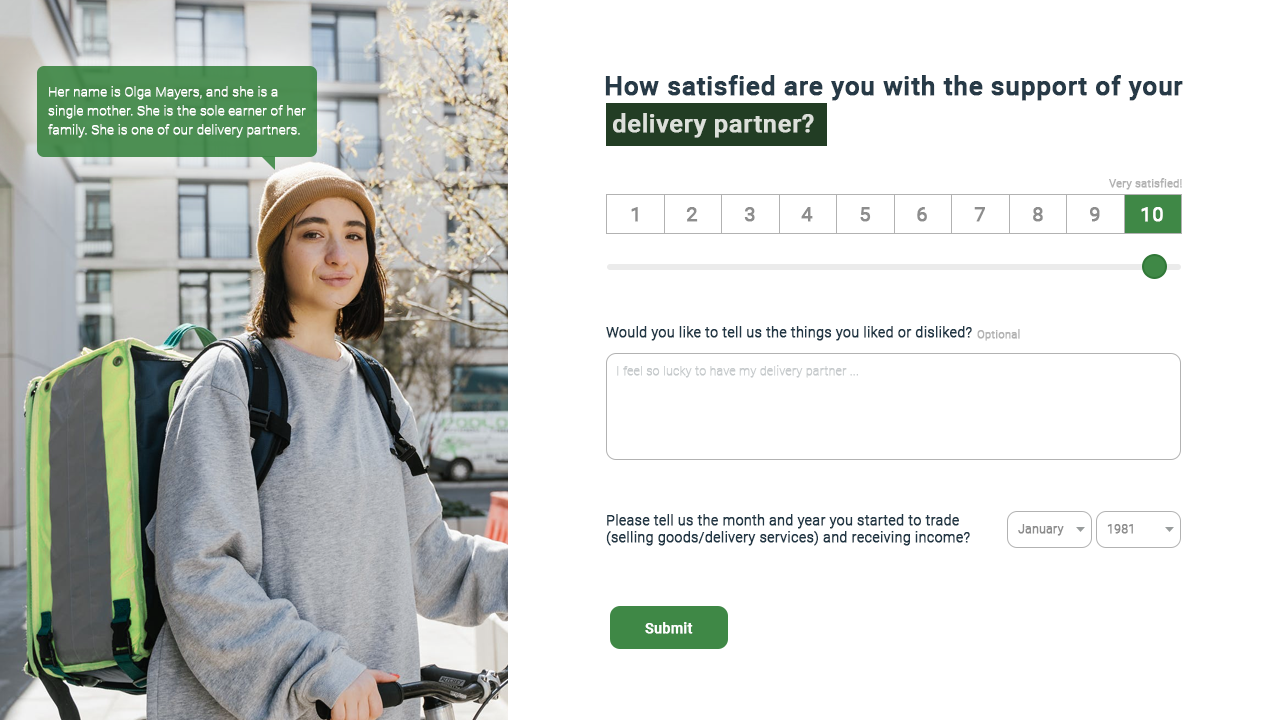 Her name is Olga Mayers, and she is a
single mother. She is the sole earner of her
family. She is one of our delivery partners.
How satisfied are you with the support of your
delivery partner?
Very satisfied!
1 2 3 4 5 6 7 8 9 10
Would you like to tell us the things you liked or disliked? Optional
I feel so lucky to have my delivery partner ...
Please tell us the month and year you started to trade
(selling goods/delivery services) and receiving income?
January 1981
Submit